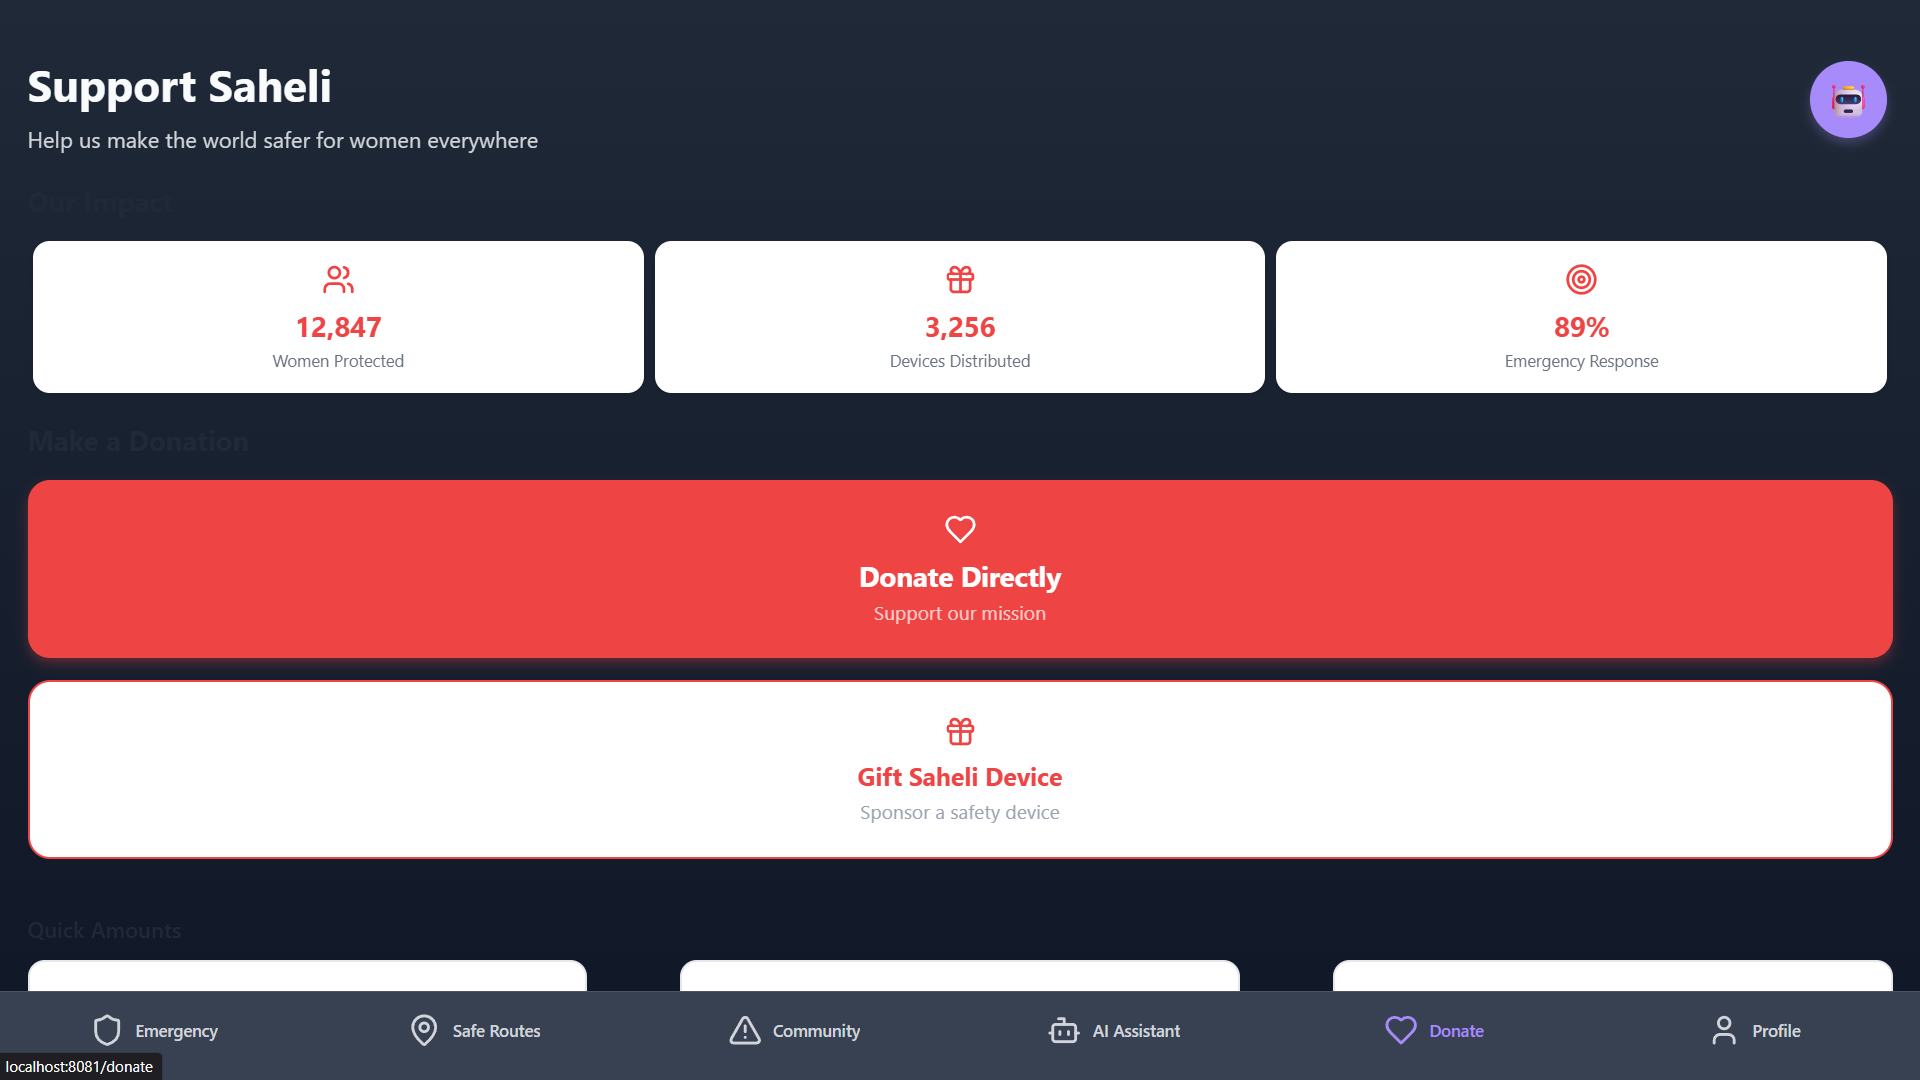 Support Saheli
Help us make the world safer for women everywhere
Our Impact
12,847
Women Protected
3,256
Devices Distributed
89%
Emergency Response
Make a Donation
Donate Directly
Support our mission
Gift Saheli Device
Sponsor a safety device
Quick Amounts
Emergency
Safe Routes
Community
AI Assistant
Donate
Profile
localhost:8081/donate